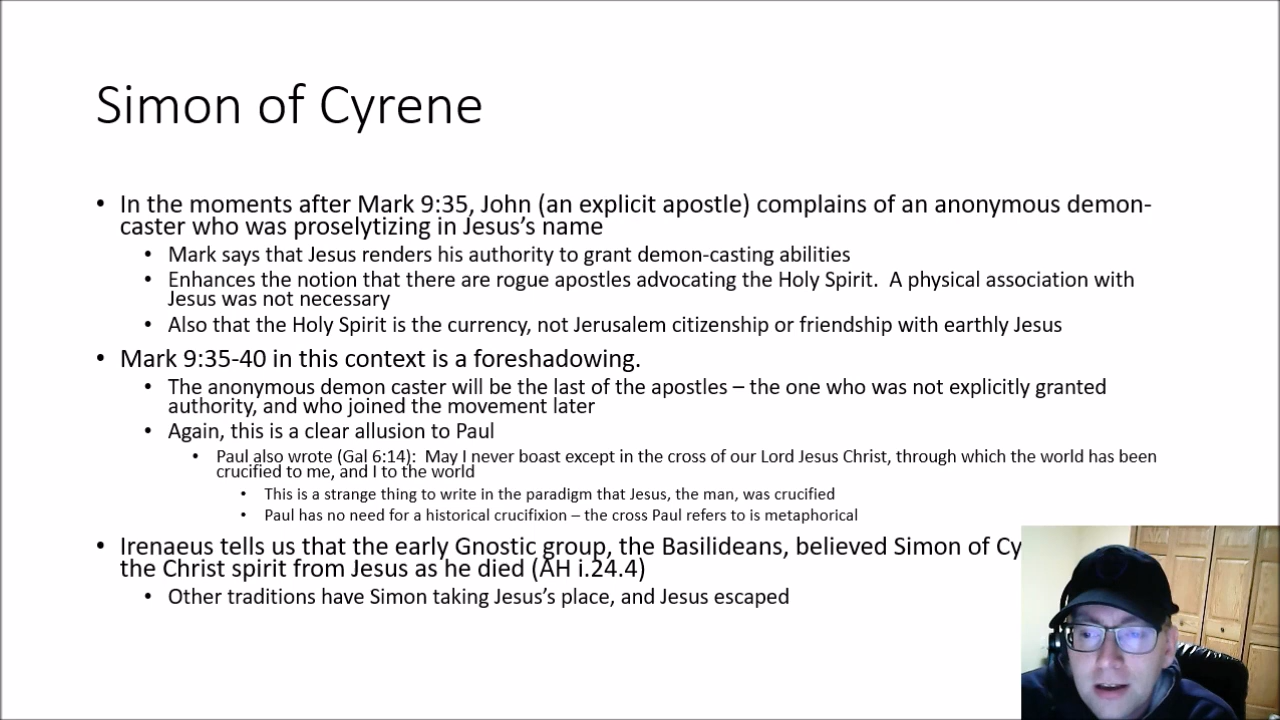 Simon of Cyrene
• In the moments after Mark 9:35, John (an explicit apostle) complains of an anonymous demon-
caster who was proselytizing in Jesus’s name
• Mark says that Jesus renders his authority to grant demon-casting abilities
• Enhances the notion that there are rogue apostles advocating the Holy Spirit.  A physical association with
Jesus was not necessary
• Also that the Holy Spirit is the currency, not Jerusalem citizenship or friendship with earthly Jesus
• Mark 9:35-40 in this context is a foreshadowing.
• The anonymous demon caster will be the last of the apostles – the one who was not explicitly granted
authority, and who joined the movement later
• Again, this is a clear allusion to Paul
• Paul also wrote (Gal 6:14):  May I never boast except in the cross of our Lord Jesus Christ, through which the world has been
crucified to me, and I to the world
• This is a strange thing to write in the paradigm that Jesus, the man, was crucified
• Paul has no need for a historical crucifixion – the cross Paul refers to is metaphorical
• Irenaeus tells us that the early Gnostic group, the Basilideans, believed Simon of Cy
the Christ spirit from Jesus as he died (AH i.24.4)
• Other traditions have Simon taking Jesus’s place, and Jesus escaped